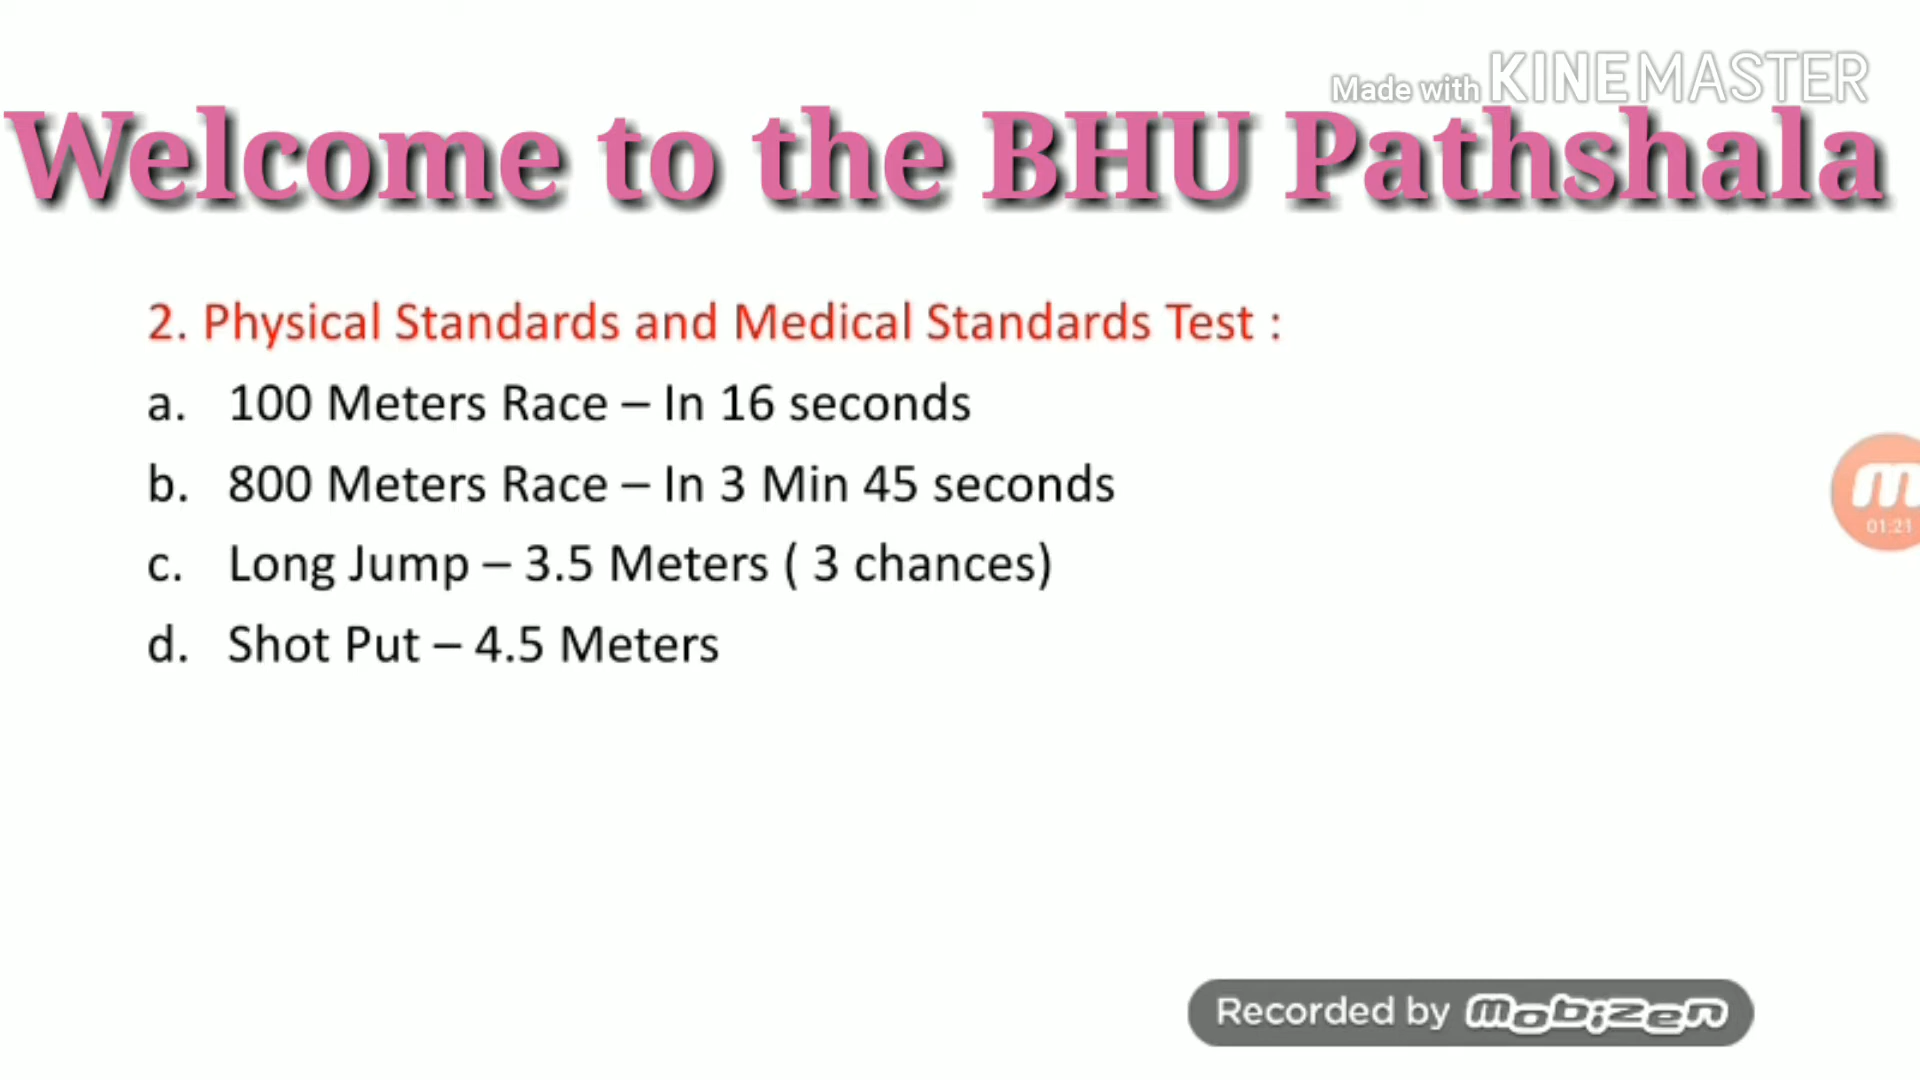 Made with KINEMASTER
Welcome to the BHU Pathshala
2. Physical Standards and Medical Standards Test :
a. 100 Meters Race – In 16 seconds
b. 800 Meters Race – In 3 Min 45 seconds
c. Long Jump – 3.5 Meters ( 3 chances)
d. Shot Put – 4.5 Meters
m
01:21
Recorded by mobizen